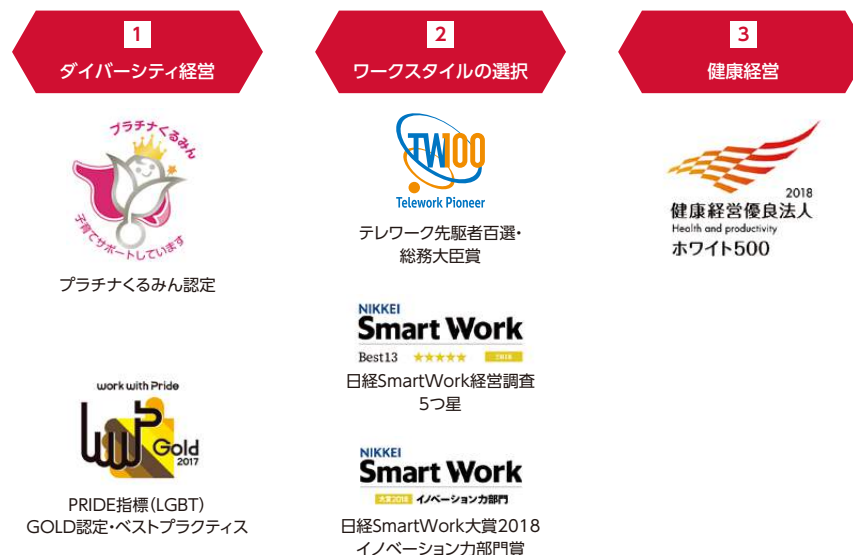 1
ダイバーシティ経営
プラチナくるみん
子育てサポートしています
プラチナくるみん認定
work with Pride
wwP
Gold
2017
PRIDE指標(LGBT)
GOLD認定・ベストプラクティス
2
ワークスタイルの選択
TW100
Telework Pioneer
テレワーク先駆者百選・
総務大臣賞
NIKKEI
Smart Work
Best13 ★★★★★ 2018
日経SmartWork経営調査
5つ星
NIKKEI
Smart Work
大賞2018 イノベーション力部門
日経SmartWork大賞2018
イノベーション力部門賞
3
健康経営
2018
健康経営優良法人
Health and productivity
ホワイト500